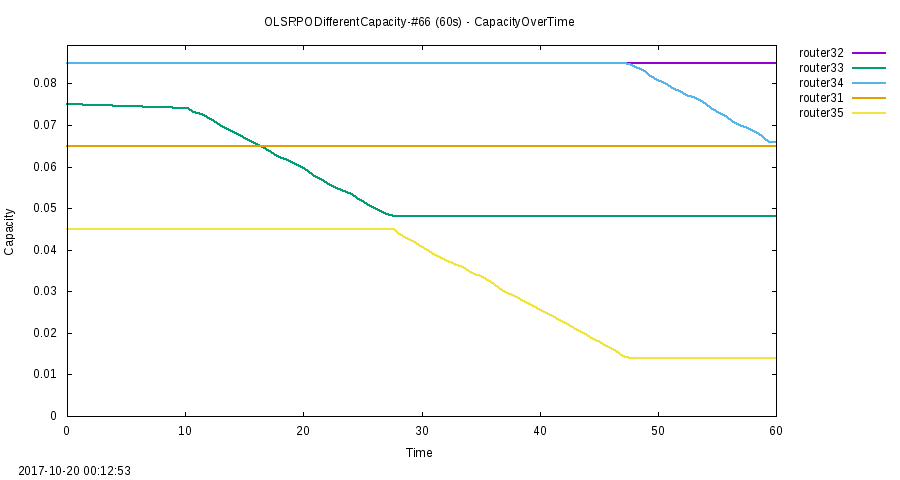 OLSRPODifferentCapacity-#66 (60s) - CapacityOverTime
router32
router33
router34
router31
router35
0.08
0.07
0.06
0.05
0.04
0.03
0.02
0.01
0
Capacity
0 10 20 30 40 50 60
Time
2017-10-20 00:12:53